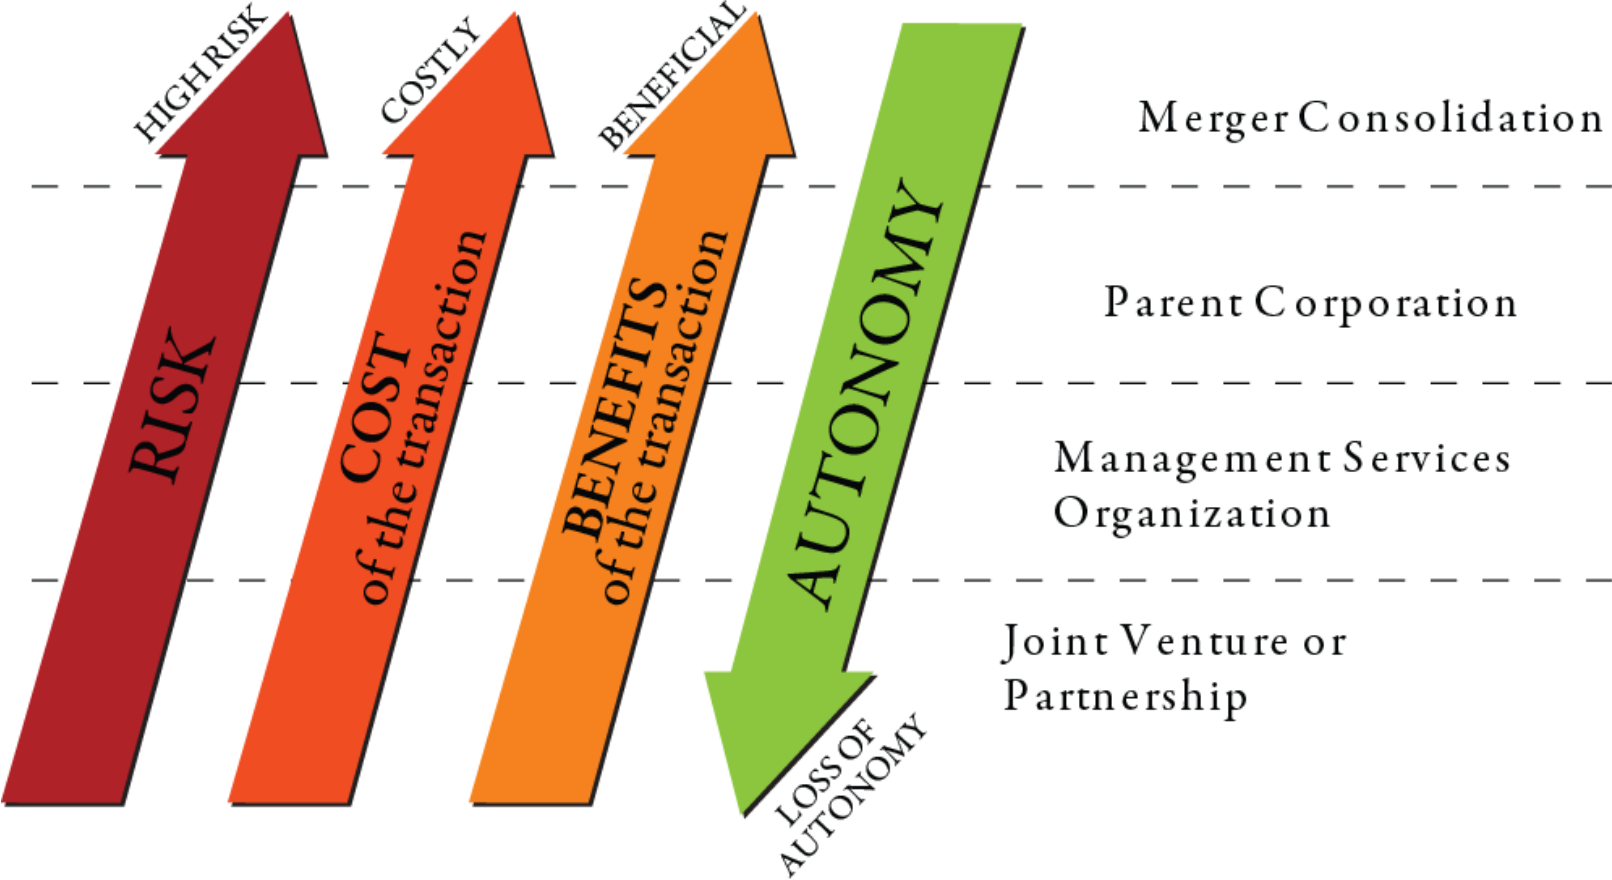 HIGH RISK
COSTLY
BENEFICIAL
RISK
COST
of the transaction
BENEFITS
of the transaction
AUTONOMY
LOSS OF
AUTONOMY
Merger Consolidation
Parent Corporation
Management Services
Organization
Joint Venture or
Partnership